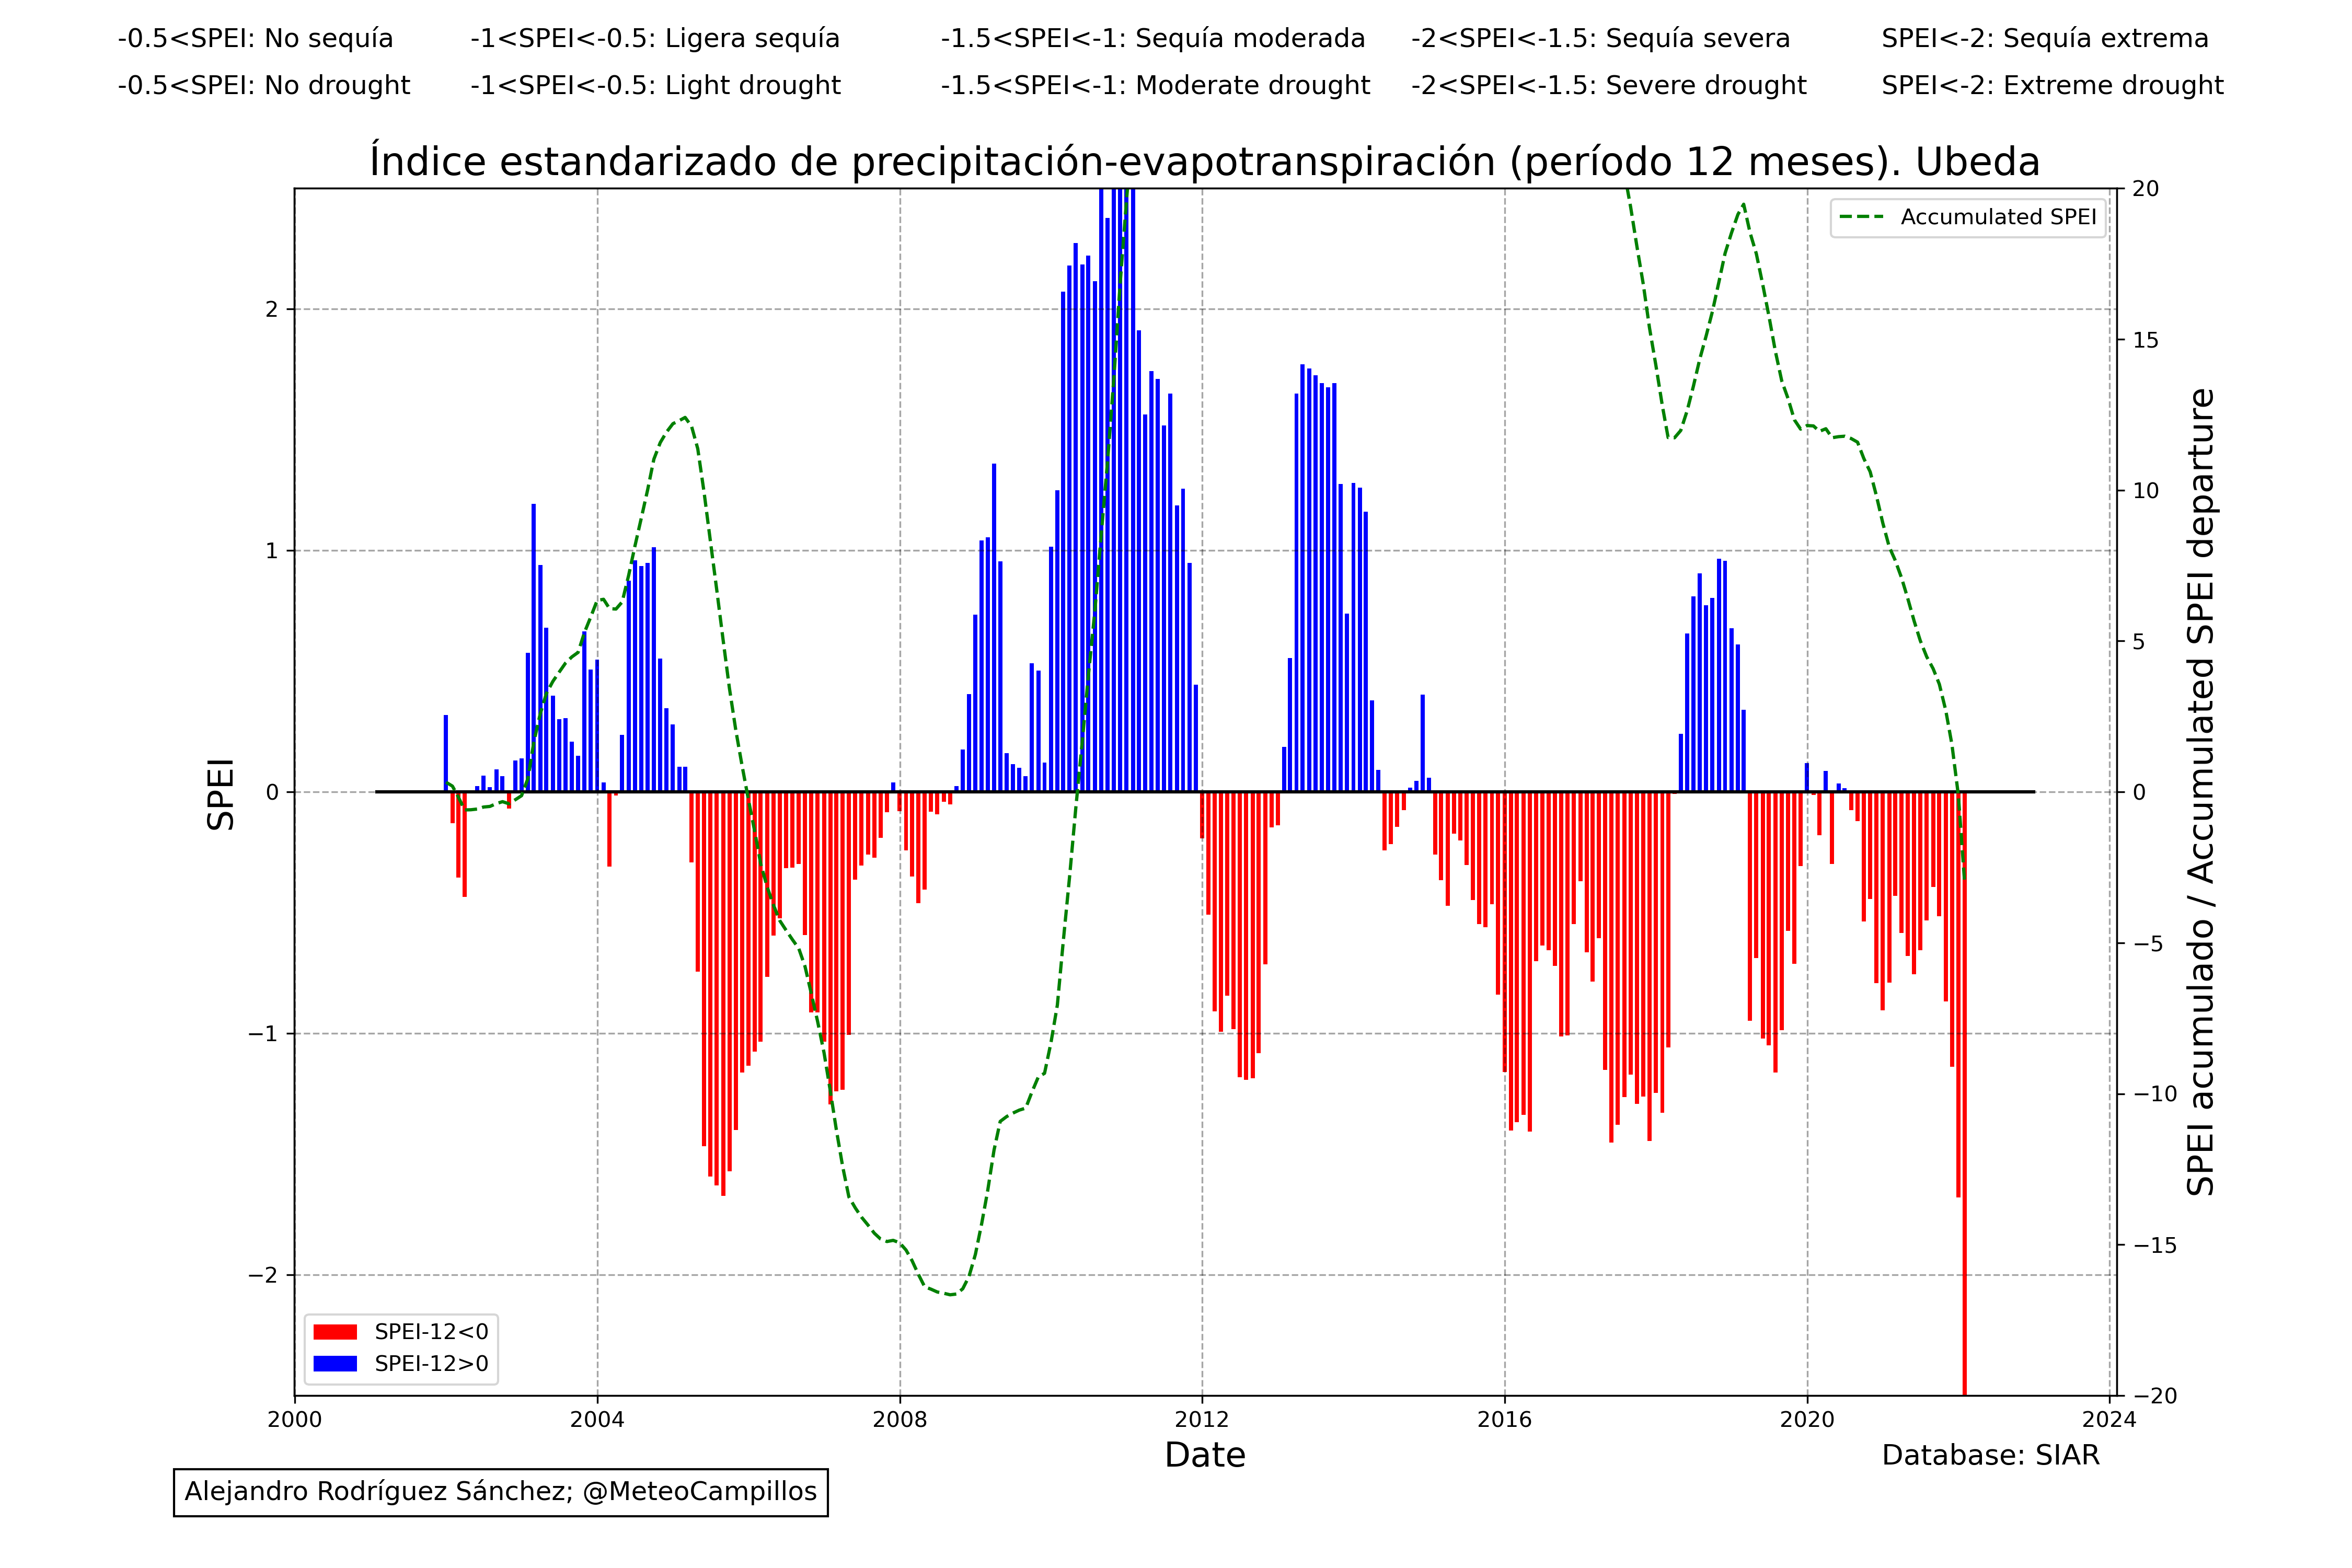 -0.5<SPEI: No sequía -1<SPEI<-0.5: Ligera sequía -1.5<SPEI<-1: Sequía moderada -2<SPEI<-1.5: Sequía severa SPEI<-2: Sequía extrema
-0.5<SPEI: No drought -1<SPEI<-0.5: Light drought -1.5<SPEI<-1: Moderate drought -2<SPEI<-1.5: Severe drought SPEI<-2: Extreme drought
Índice estandarizado de precipitación-evapotranspiración (período 12 meses). Ubeda
SPEI
2
1
0
−1
−2
Accumulated SPEI
SPEI-12<0
SPEI-12>0
20
15
10
5
0
−5
−10
−15
−20
SPEI acumulado / Accumulated SPEI departure
2000 2004 2008 2012 2016 2020 2024
Date
Database: SIAR
Alejandro Rodríguez Sánchez; @MeteoCampillos